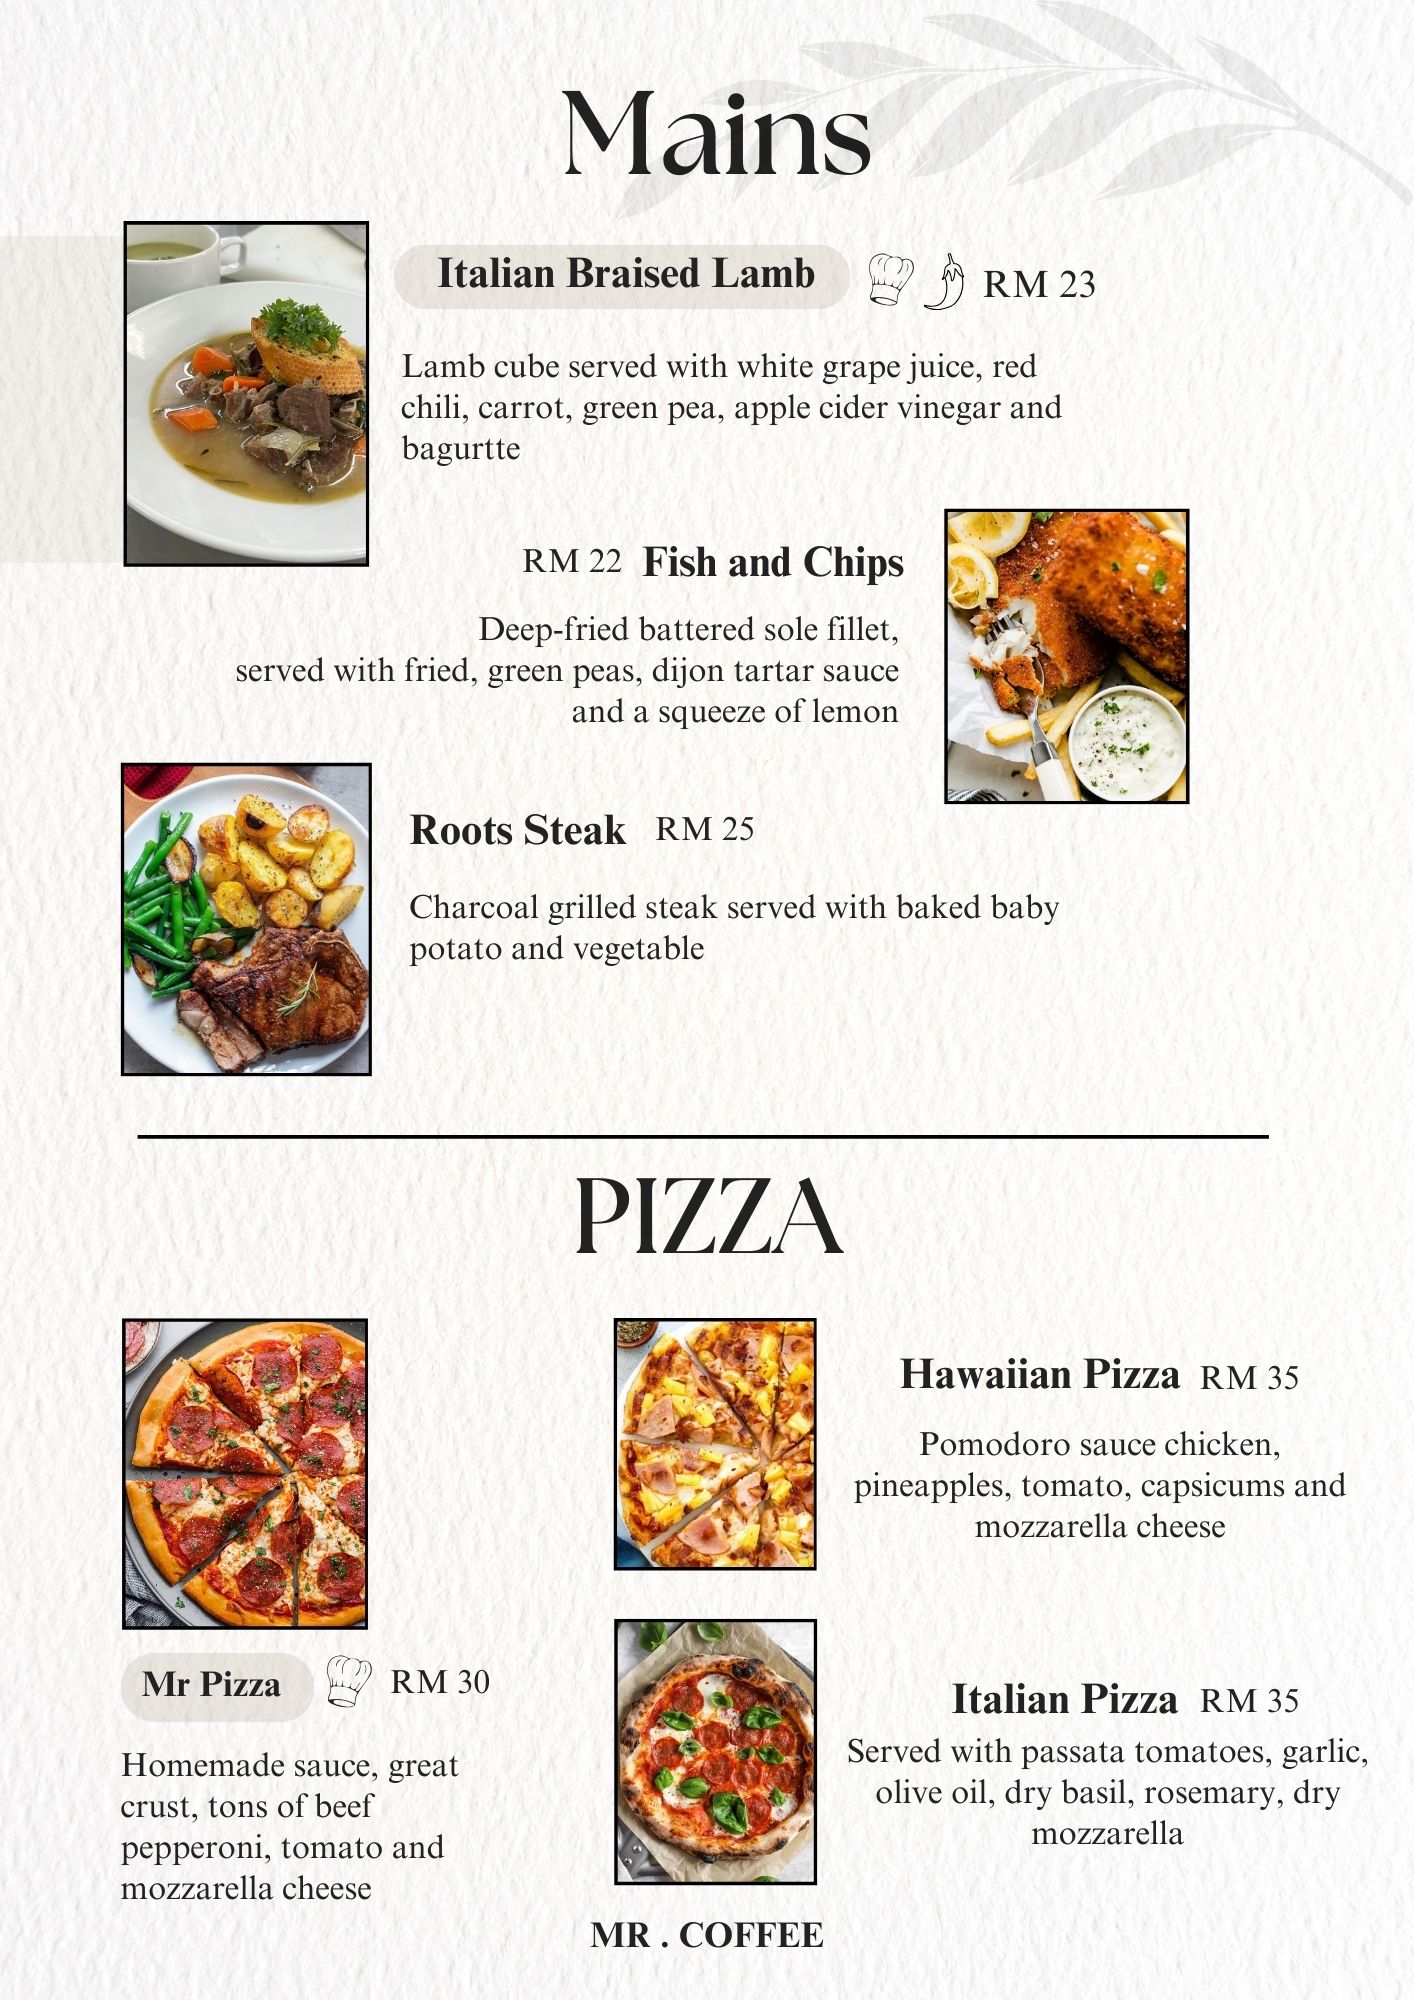 Mains
Italian Braised Lamb RM 23
Lamb cube served with white grape juice, red
chili, carrot, green pea, apple cider vinegar and
bagurtte
RM 22 Fish and Chips
Deep-fried battered sole fillet,
served with fried, green peas, dijon tartar sauce
and a squeeze of lemon
Roots Steak RM 25
Charcoal grilled steak served with baked baby
potato and vegetable
PIZZA
Mr Pizza RM 30
Homemade sauce, great
crust, tons of beef
pepperoni, tomato and
mozzarella cheese
Hawaiian Pizza RM 35
Pomodoro sauce chicken,
pineapples, tomato, capsicums and
mozzarella cheese
Italian Pizza RM 35
Served with passata tomatoes, garlic,
olive oil, dry basil, rosemary, dry
mozzarella
MR . COFFEE